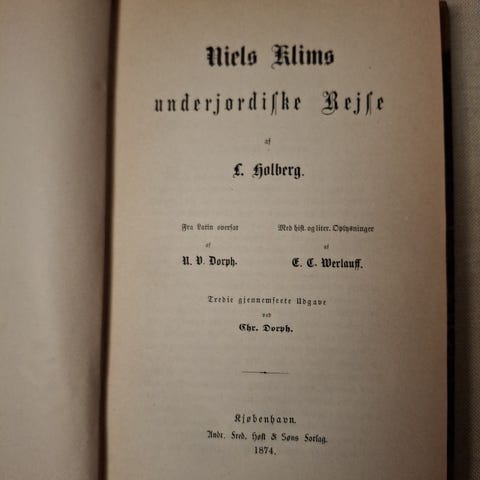 Niels Klims
underjordiſke Rejſe
af
L. Holberg.
Fra Latin overſat
af
N. V. Dorph.
Med hiſt. og liter. Oplysninger
af
E. C. Werlauff.
Tredie gjennemſeete Udgave
ved
Chr. Dorph.
Kjøbenhavn.
Andr. Fred. Høſt & Søns Forlag.
1874.